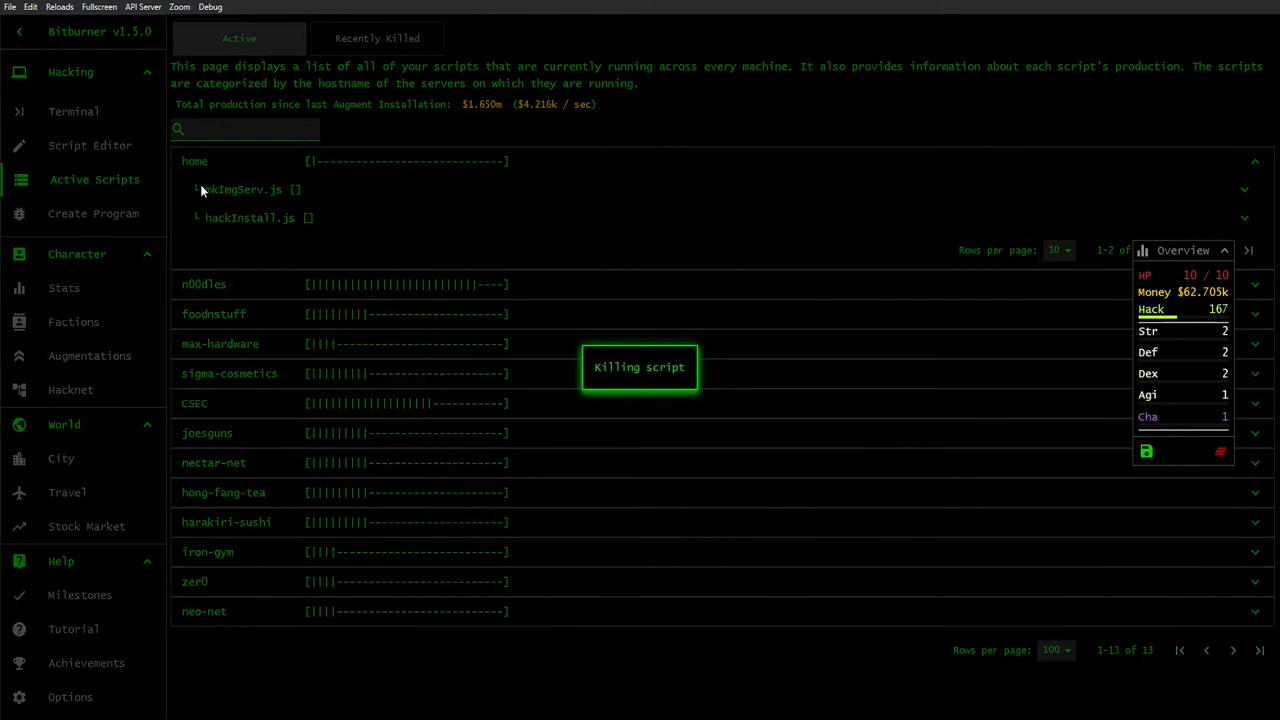 File Edit Reloads Fullscreen API Server Zoom Debug
Bitburner v1.5.0
Hacking
Terminal
Script Editor
Active Scripts
Create Program
Character
Stats
Factions
Augmentations
Hacknet
World
City
Travel
Stock Market
Help
Milestones
Tutorial
Achievements
Options
Active Recently Killed
This page displays a list of all of your scripts that are currently running across every machine. It also provides information about each script's production. The scripts
are categorized by the hostname of the servers on which they are running.
Total production since last Augment Installation: $1.650m ($4.216k / sec)
home [|---------------------------]
└ mkImgServ.js []
└ hackInstall.js []
Rows per page: 10 1-2 of
n00dles [||||||||||||||||||||||||||----]
foodnstuff [|||||||||---------------------]
max-hardware [||||--------------------------]
sigma-cosmetics [|||||||||---------------------]
CSEC [|||||||||||||||||||-----------]
joesguns [|||||||||---------------------]
nectar-net [|||||||||---------------------]
hong-fang-tea [|||||||||---------------------]
harakiri-sushi [|||||||||---------------------]
iron-gym [||||--------------------------]
zer0 [||||--------------------------]
neo-net [||||--------------------------]
Rows per page: 100 1-13 of 13
Killing script
Overview
HP 10 / 10
Money $62.705k
Hack 167
Str 2
Def 2
Dex 2
Agi 1
Cha 1